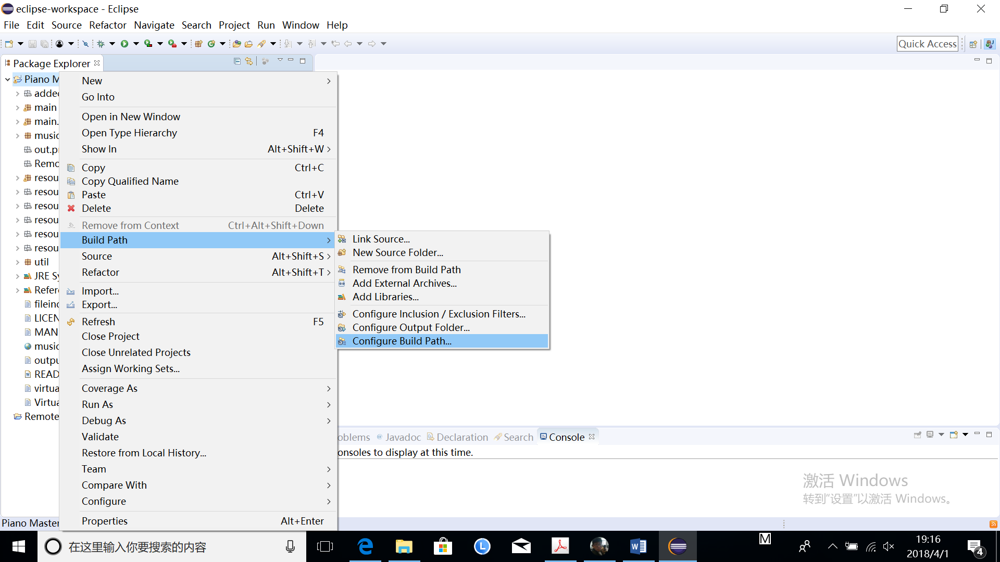 eclipse-workspace - Eclipse
File Edit Source Refactor Navigate Search Project Run Window Help
Quick Access
Package Explorer
Piano M
added
main
main.
music
out.pr
Remo
resou
resou
resou
resou
resou
resou
util
JRE Sy
Refere
fileind
LICEN
MAN
music
outpu
READ
virtua
Virtua
Remote
New
Go Into
Open in New Window
Open Type Hierarchy F4
Show In Alt+Shift+W
Copy Ctrl+C
Copy Qualified Name
Paste Ctrl+V
Delete Delete
Remove from Context Ctrl+Alt+Shift+Down
Build Path
Source Alt+Shift+S
Refactor Alt+Shift+T
Import...
Export...
Refresh F5
Close Project
Close Unrelated Projects
Assign Working Sets...
Coverage As
Run As
Debug As
Validate
Restore from Local History...
Team
Compare With
Configure
Properties Alt+Enter
Link Source...
New Source Folder...
Remove from Build Path
Add External Archives...
Add Libraries...
Configure Inclusion / Exclusion Filters...
Configure Output Folder...
Configure Build Path...
oblems @ Javadoc Declaration Search Console
onsoles to display at this time.
激活 Windows
转到“设置”以激活 Windows。
Piano Master
在这里输入你要搜索的内容
L
W
M
19:16
2018/4/1
4